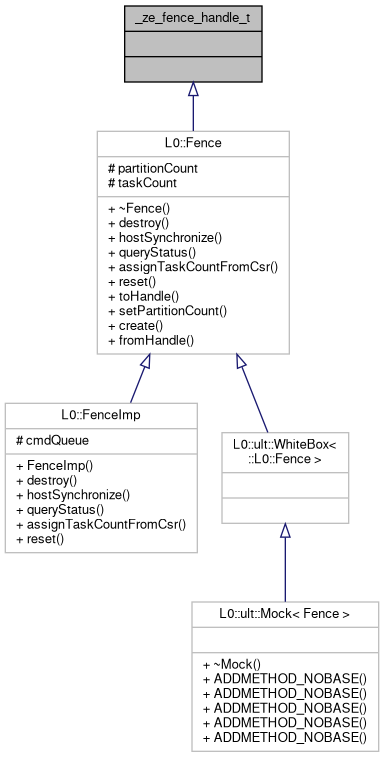 _ze_fence_handle_t
L0::Fence
# partitionCount
# taskCount
+ ~Fence()
+ destroy()
+ hostSynchronize()
+ queryStatus()
+ assignTaskCountFromCsr()
+ reset()
+ toHandle()
+ setPartitionCount()
+ create()
+ fromHandle()
L0::FenceImp
# cmdQueue
+ FenceImp()
+ destroy()
+ hostSynchronize()
+ queryStatus()
+ assignTaskCountFromCsr()
+ reset()
L0::ult::WhiteBox<
::L0::Fence >
L0::ult::Mock< Fence >
+ ~Mock()
+ ADDMETHOD_NOBASE()
+ ADDMETHOD_NOBASE()
+ ADDMETHOD_NOBASE()
+ ADDMETHOD_NOBASE()
+ ADDMETHOD_NOBASE()